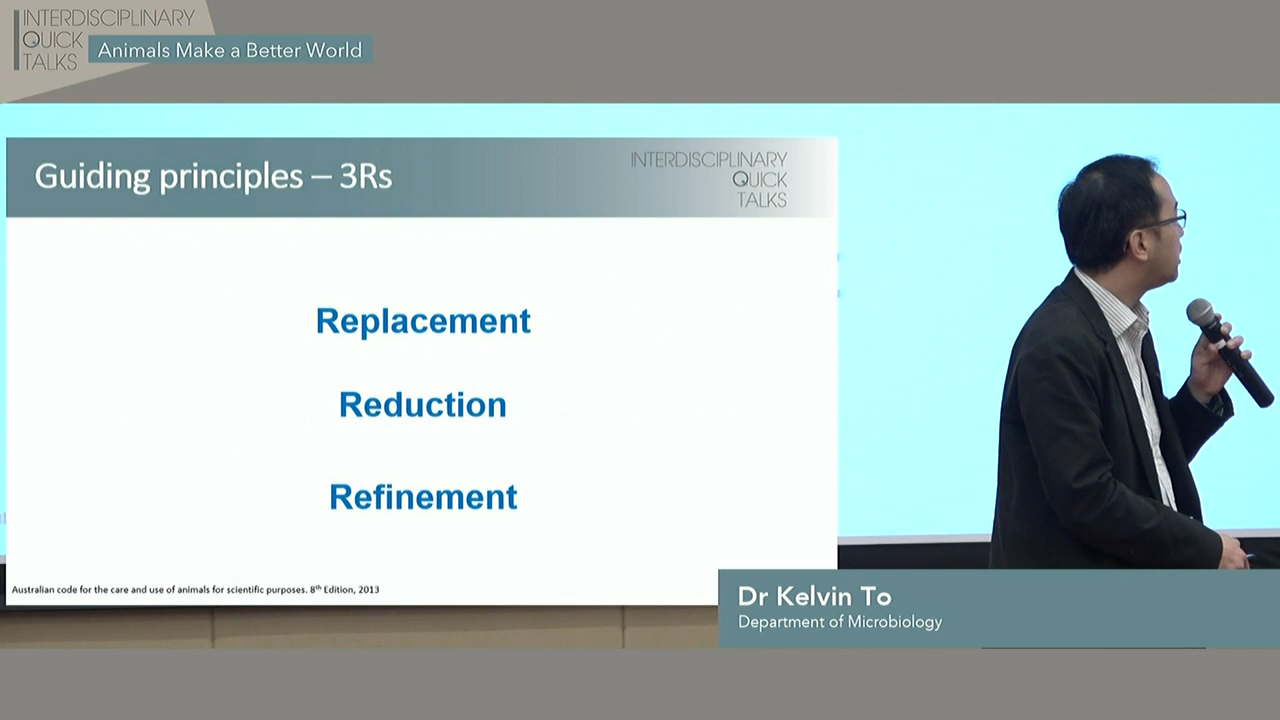 INTERDISCIPLINARY
QUICK
TALKS
Animals Make a Better World
Guiding principles – 3Rs
INTERDISCIPLINARY
QUICK
TALKS
Replacement
Reduction
Refinement
Australian code for the care and use of animals for scientific purposes. 8th Edition, 2013
Dr Kelvin To
Department of Microbiology